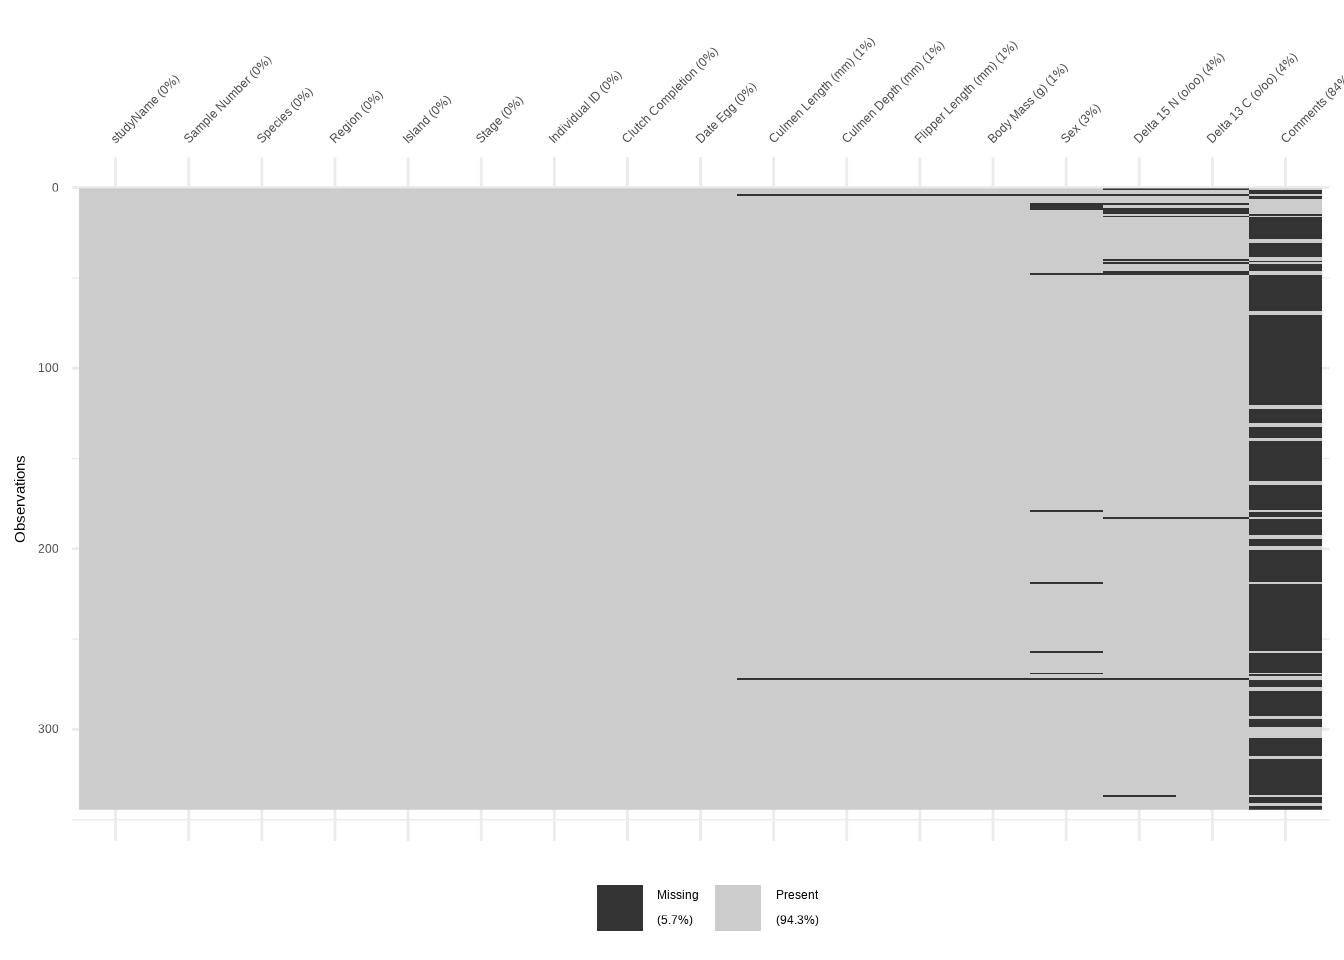 studyName (0%)
Sample Number (0%)
Species (0%)
Region (0%)
Island (0%)
Stage (0%)
Individual ID (0%)
Clutch Completion (0%)
Date Egg (0%)
Culmen Length (mm) (1%)
Culmen Depth (mm) (1%)
Flipper Length (mm) (1%)
Body Mass (g) (1%)
Sex (3%)
Delta 15 N (o/oo) (4%)
Delta 13 C (o/oo) (4%)
Comments (84%
0
100
200
300
Observations
Missing
(5.7%)
Present
(94.3%)